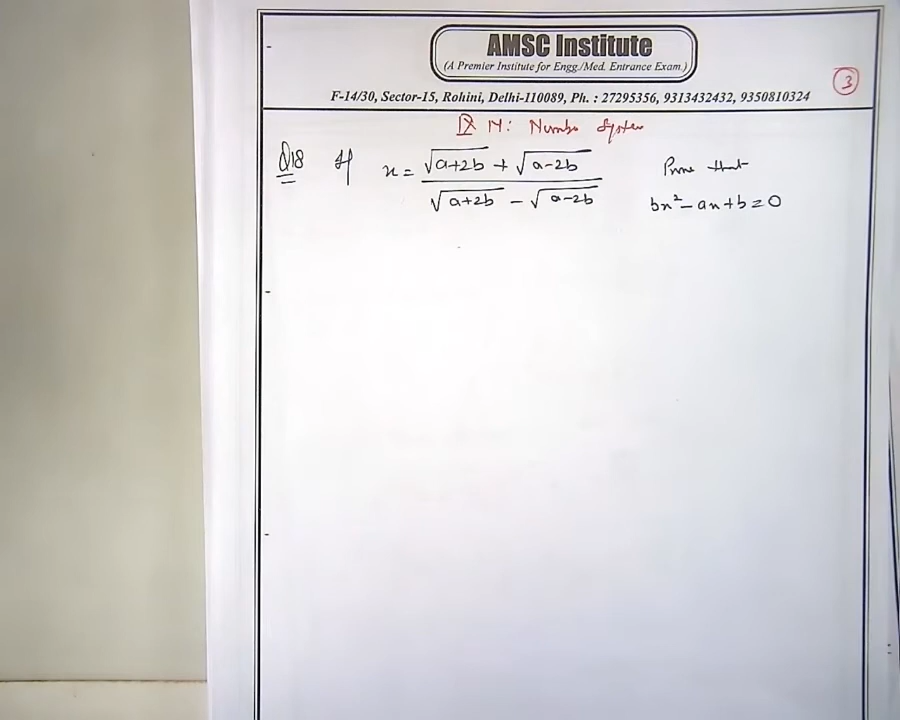 AMSC Institute
(A Premier Institute for Engg./Med. Entrance Exam.)
F-14/30, Sector-15, Rohini, Delhi-110089, Ph. : 27295356, 9313432432, 9350810324
3
IX M: Number System
Q18 If x = (√(a+2b) + √(a-2b)) / (√(a+2b) - √(a-2b)) Prove that
bx² - ax + b = 0